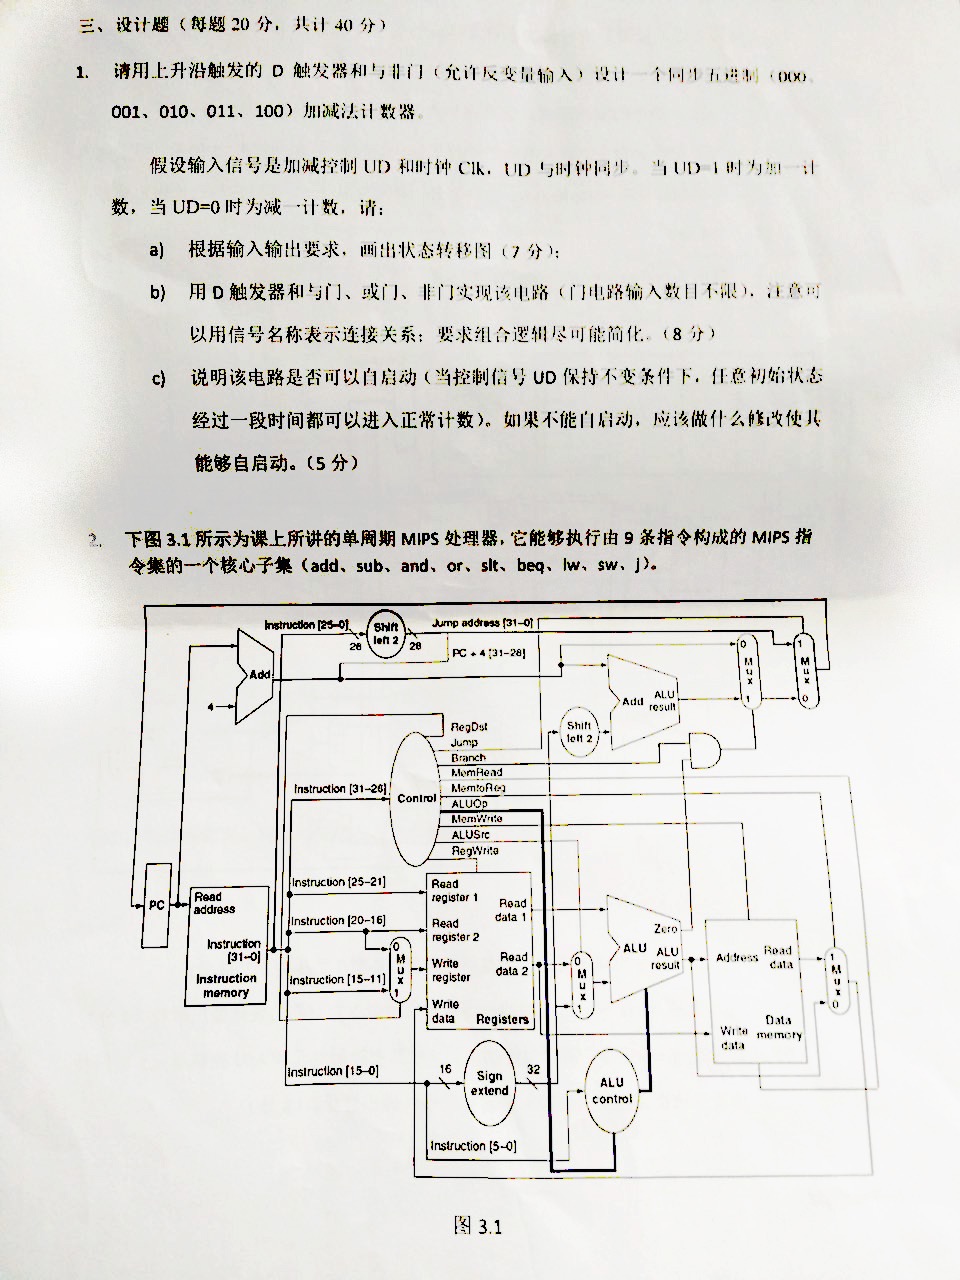 三、设计题（每题 20 分，共计 40 分）
1. 请用上升沿触发的 D 触发器和与非门（允许反变量输入）设计一个同步五进制（000、
001、010、011、100）加减法计数器。
假设输入信号是加减控制 UD 和时钟 Clk，UD 与时钟同步。当 UD=1 时为加一计
数，当 UD=0 时为减一计数，请：
a) 根据输入输出要求，画出状态转移图（7 分）；
b) 用 D 触发器和与门、或门、非门实现该电路（门电路输入数目不限），注意可
以用信号名称表示连接关系；要求组合逻辑尽可能简化。（8 分）
c) 说明该电路是否可以自启动（当控制信号 UD 保持不变条件下，任意初始状态
经过一段时间都可以进入正常计数）。如果不能自启动，应该做什么修改使其
能够自启动。（5 分）
2. 下图 3.1 所示为课上所讲的单周期 MIPS 处理器，它能够执行由 9 条指令构成的 MIPS 指
令集的一个核心子集（add、sub、and、or、slt、beq、lw、sw、j）。
Instruction [25–0]
Shift
left 2
26
28
Jump address [31–0]
PC + 4 [31–28]
Add
4
Add
ALU
result
0
M
u
x
1
1
M
u
x
0
Shift
left 2
RegDst
Jump
Branch
MemRead
MemtoReg
ALUOp
MemWrite
ALUSrc
RegWrite
Instruction [31–26]
Control
PC
Read
address
Instruction
[31–0]
Instruction
memory
Instruction [25–21]
Instruction [20–16]
Instruction [15–11]
0
M
u
x
1
Read
register 1
Read
register 2
Write
register
Write
data
Read
data 1
Read
data 2
Registers
0
M
u
x
1
Zero
ALU
ALU
result
Address
Read
data
Write
data
Data
memory
1
M
u
x
0
Instruction [15–0]
16
Sign
extend
32
ALU
control
Instruction [5–0]
图 3.1